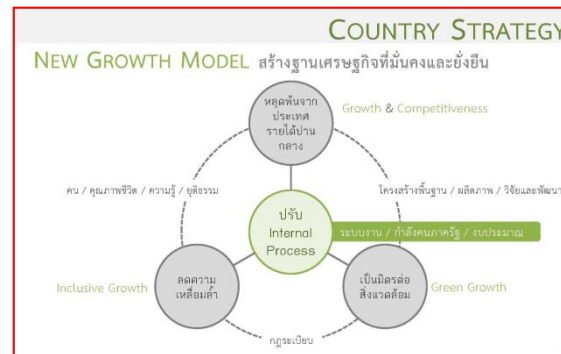 COUNTRY STRATEGY
NEW GROWTH MODEL สร้างฐานเศรษฐกิจที่มั่นคงและยั่งยืน
หลุดพ้นจาก
ประเทศ
รายได้ปาน
กลาง
Growth & Competitiveness
คน / คุณภาพชีวิต / ความรู้ / ยุติธรรม
โครงสร้างพื้นฐาน / ผลิตภาพ / วิจัยและพัฒนา
ปรับ
Internal
Process
ระบบงาน / กำลังคนภาครัฐ / งบประมาณ
Inclusive Growth
ลดความ
เหลื่อมล้ำ
เป็นมิตรต่อ
สิ่งแวดล้อม
Green Growth
กฎระเบียบ